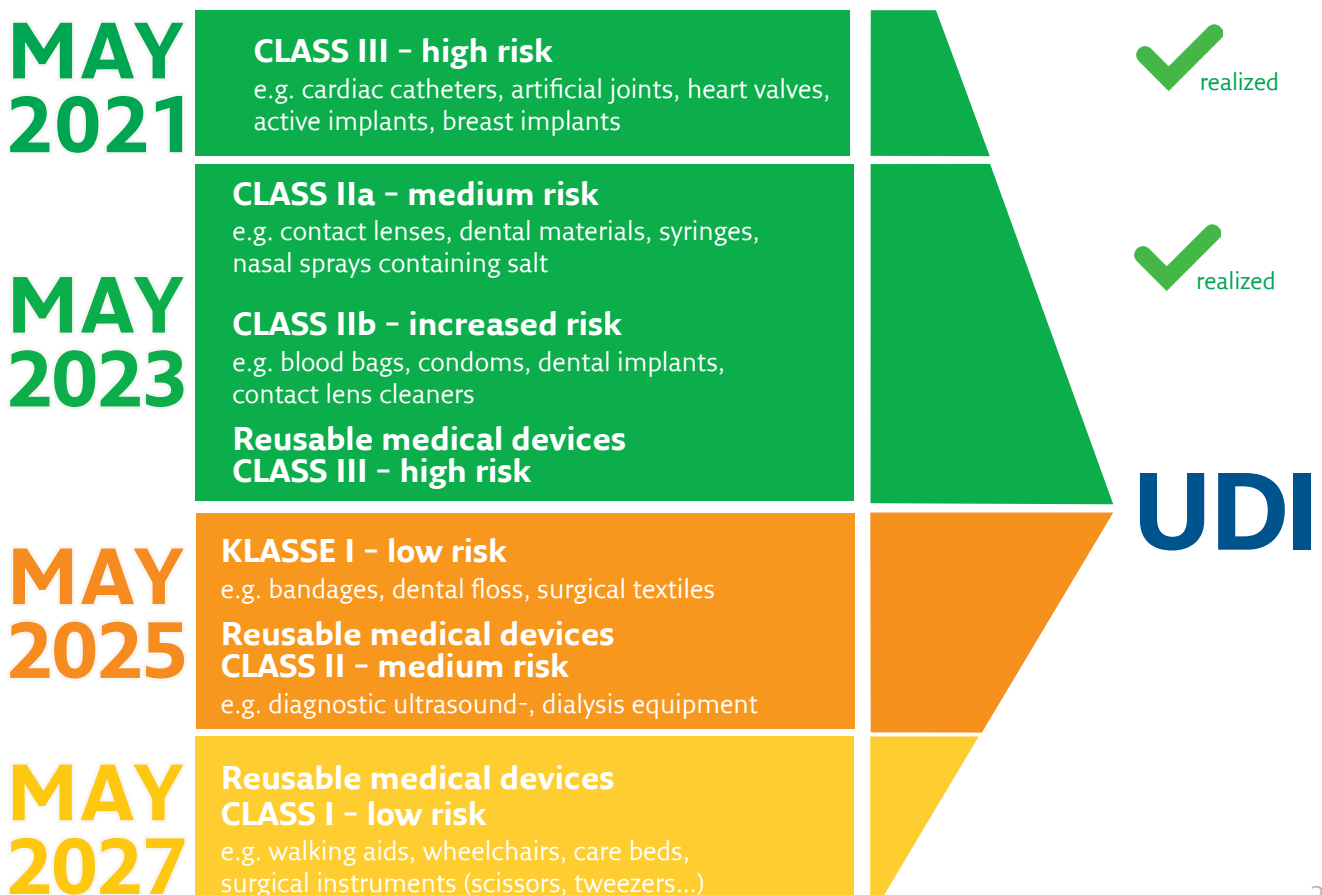 MAY
2021
CLASS III – high risk
e.g. cardiac catheters, artificial joints, heart valves,
active implants, breast implants
realized
MAY
2023
CLASS IIa – medium risk
e.g. contact lenses, dental materials, syringes,
nasal sprays containing salt
CLASS IIb – increased risk
e.g. blood bags, condoms, dental implants,
contact lens cleaners
Reusable medical devices
CLASS III – high risk
realized
UDI
MAY
2025
KLASSE I – low risk
e.g. bandages, dental floss, surgical textiles
Reusable medical devices
CLASS II – medium risk
e.g. diagnostic ultrasound-, dialysis equipment
MAY
2027
Reusable medical devices
CLASS I – low risk
e.g. walking aids, wheelchairs, care beds,
surgical instruments (scissors, tweezers...)